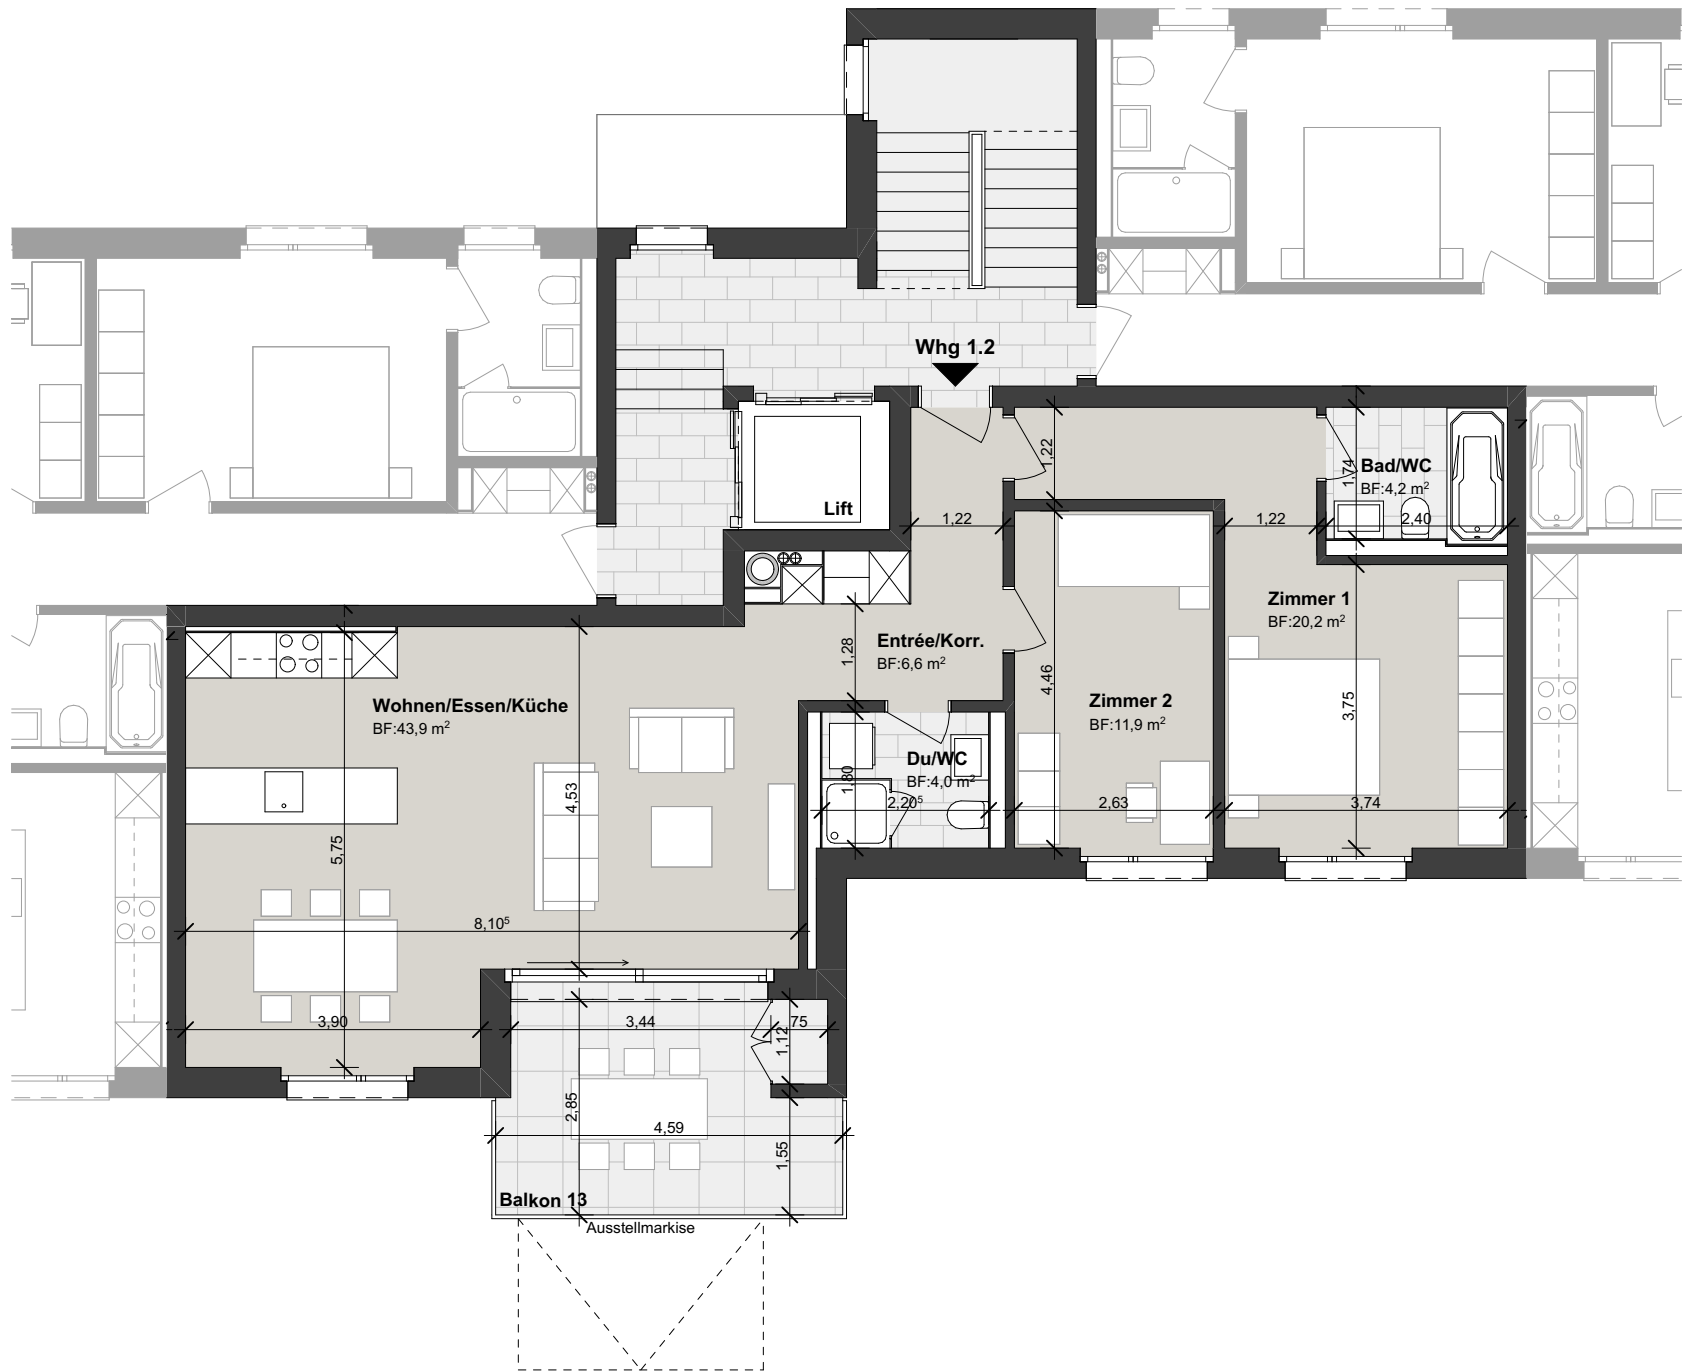 Whg 1.2
Lift
1,22
1,22
1,22
1,74
Bad/WC
BF:4,2 m²
2,40
Zimmer 1
BF:20,2 m²
3,75
3,74
Entrée/Korr.
BF:6,6 m²
1,28
4,46
Zimmer 2
BF:11,9 m²
2,63
Wohnen/Essen/Küche
BF:43,9 m²
Du/WC
BF:4,0 m²
1,80
2,20⁵
4,53
5,75
8,10⁵
3,90
3,44
,75
1,12
2,85
4,59
1,55
Balkon 13
Ausstellmarkise